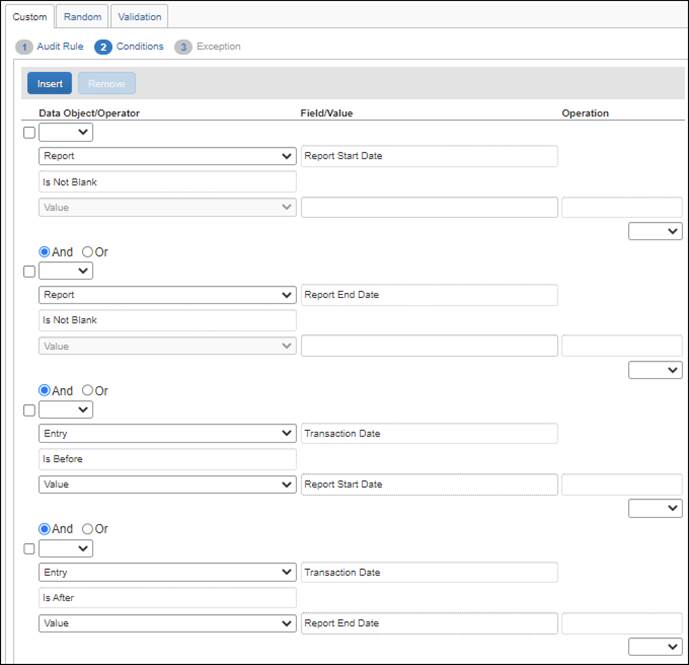 Custom Random Validation
1 Audit Rule 2 Conditions 3 Exception
Insert Remove
Data Object/Operator Field/Value Operation
Report Report Start Date
Is Not Blank
Value
And Or
Report Report End Date
Is Not Blank
Value
And Or
Entry Transaction Date
Is Before
Value Report Start Date
And Or
Entry Transaction Date
Is After
Value Report End Date